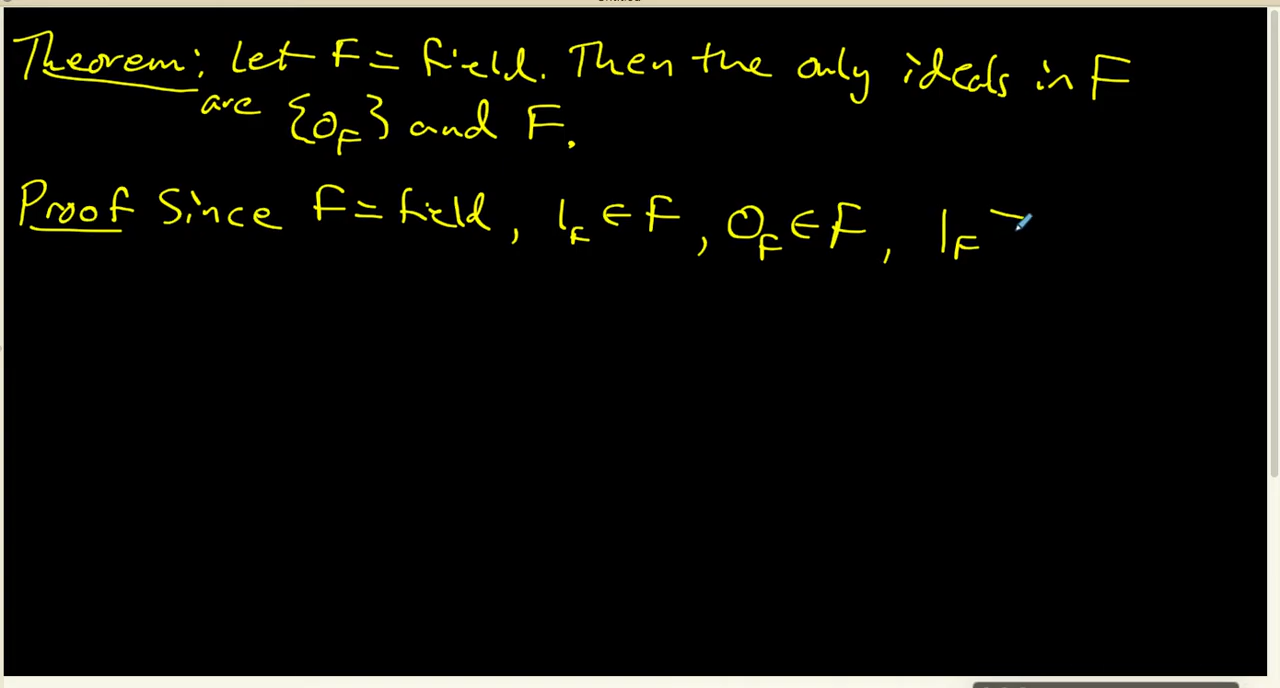 Theorem: Let F = field. Then the only ideals in F
are {0_F} and F.
Proof Since F = field, 1_F ∈ F, 0_F ∈ F, 1_F